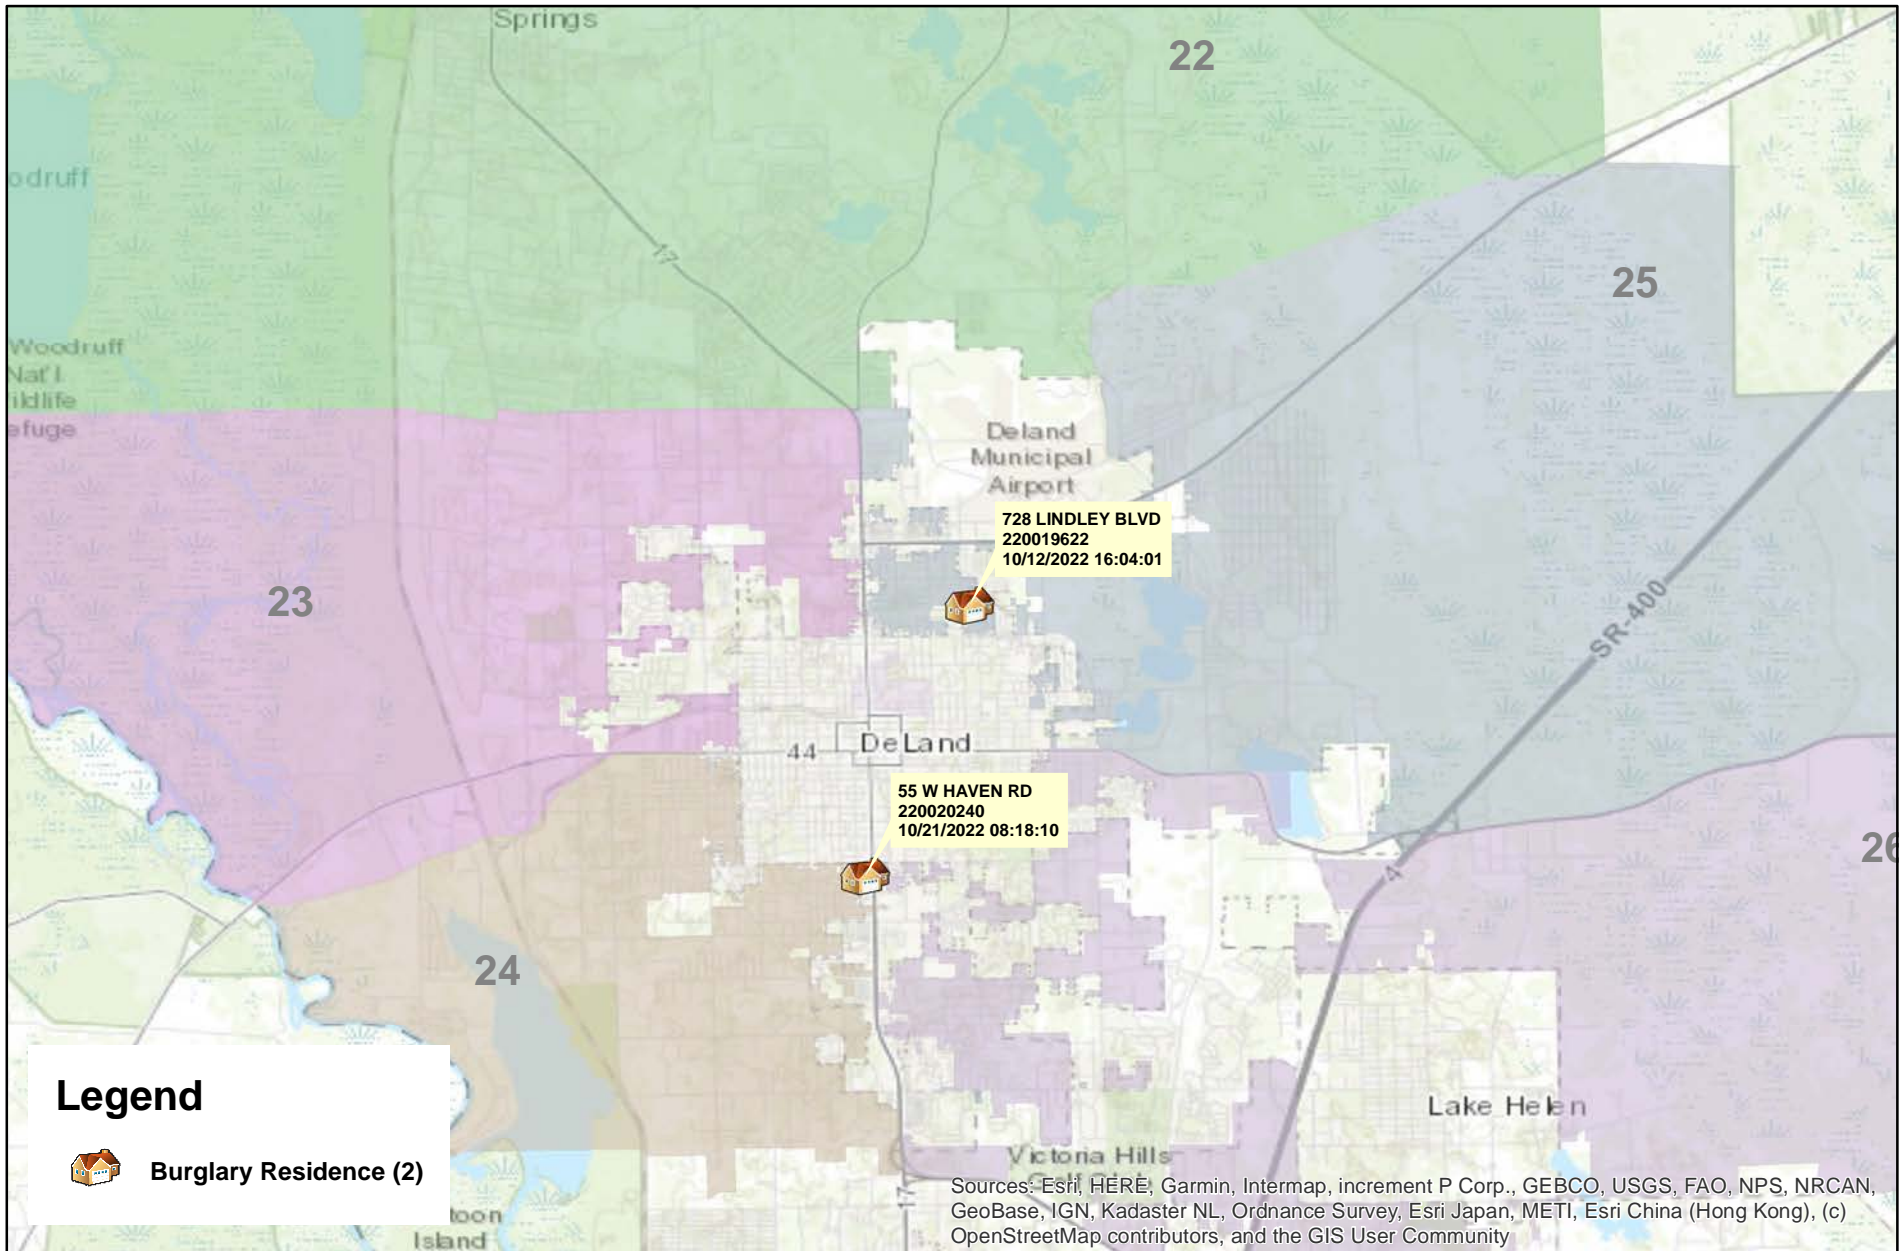 Springs
22
odruff
17
25
Woodruff
Nat'l
ildlife
efuge
Deland
Municipal
Airport
728 LINDLEY BLVD
220019622
10/12/2022 16:04:01
23
SR-400
44
DeLand
55 W HAVEN RD
220020240
10/21/2022 08:18:10
26
4
24
Legend
Burglary Residence (2)
Lake Helen
Victoria Hills
17
toon
Island
Sources: Esri, HERE, Garmin, Intermap, increment P Corp., GEBCO, USGS, FAO, NPS, NRCAN,
GeoBase, IGN, Kadaster NL, Ordnance Survey, Esri Japan, METI, Esri China (Hong Kong), (c)
OpenStreetMap contributors, and the GIS User Community